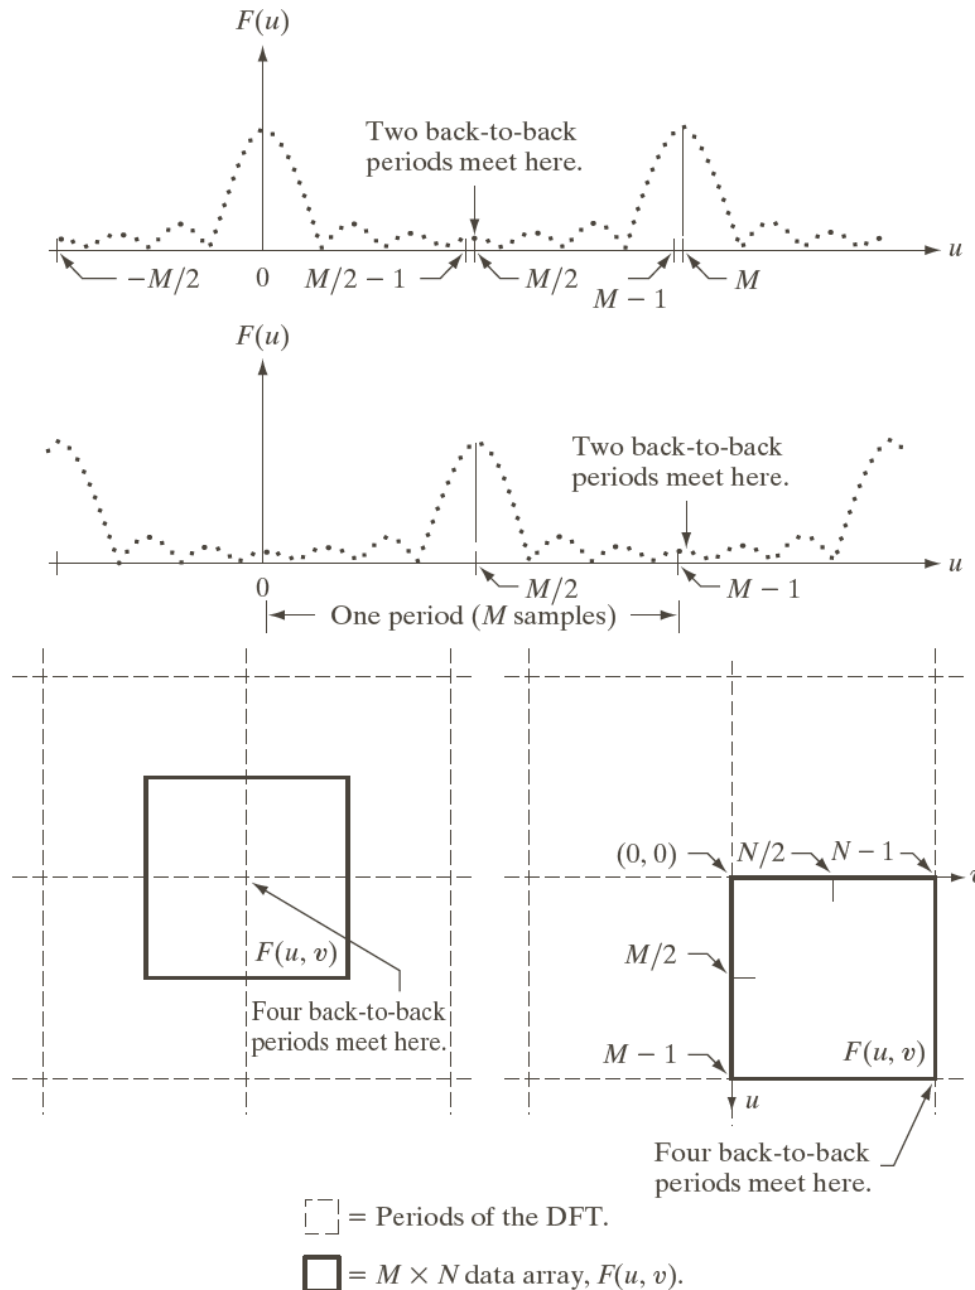 F(u)
Two back-to-back
periods meet here.
u
−M/2
0
M/2 − 1
M/2
M − 1
M
F(u)
Two back-to-back
periods meet here.
u
0
M/2
M − 1
One period (M samples)
F(u, v)
Four back-to-back
periods meet here.
(0, 0)
N/2
N − 1
v
M/2
M − 1
F(u, v)
u
Four back-to-back
periods meet here.
= Periods of the DFT.
= M × N data array, F(u, v).